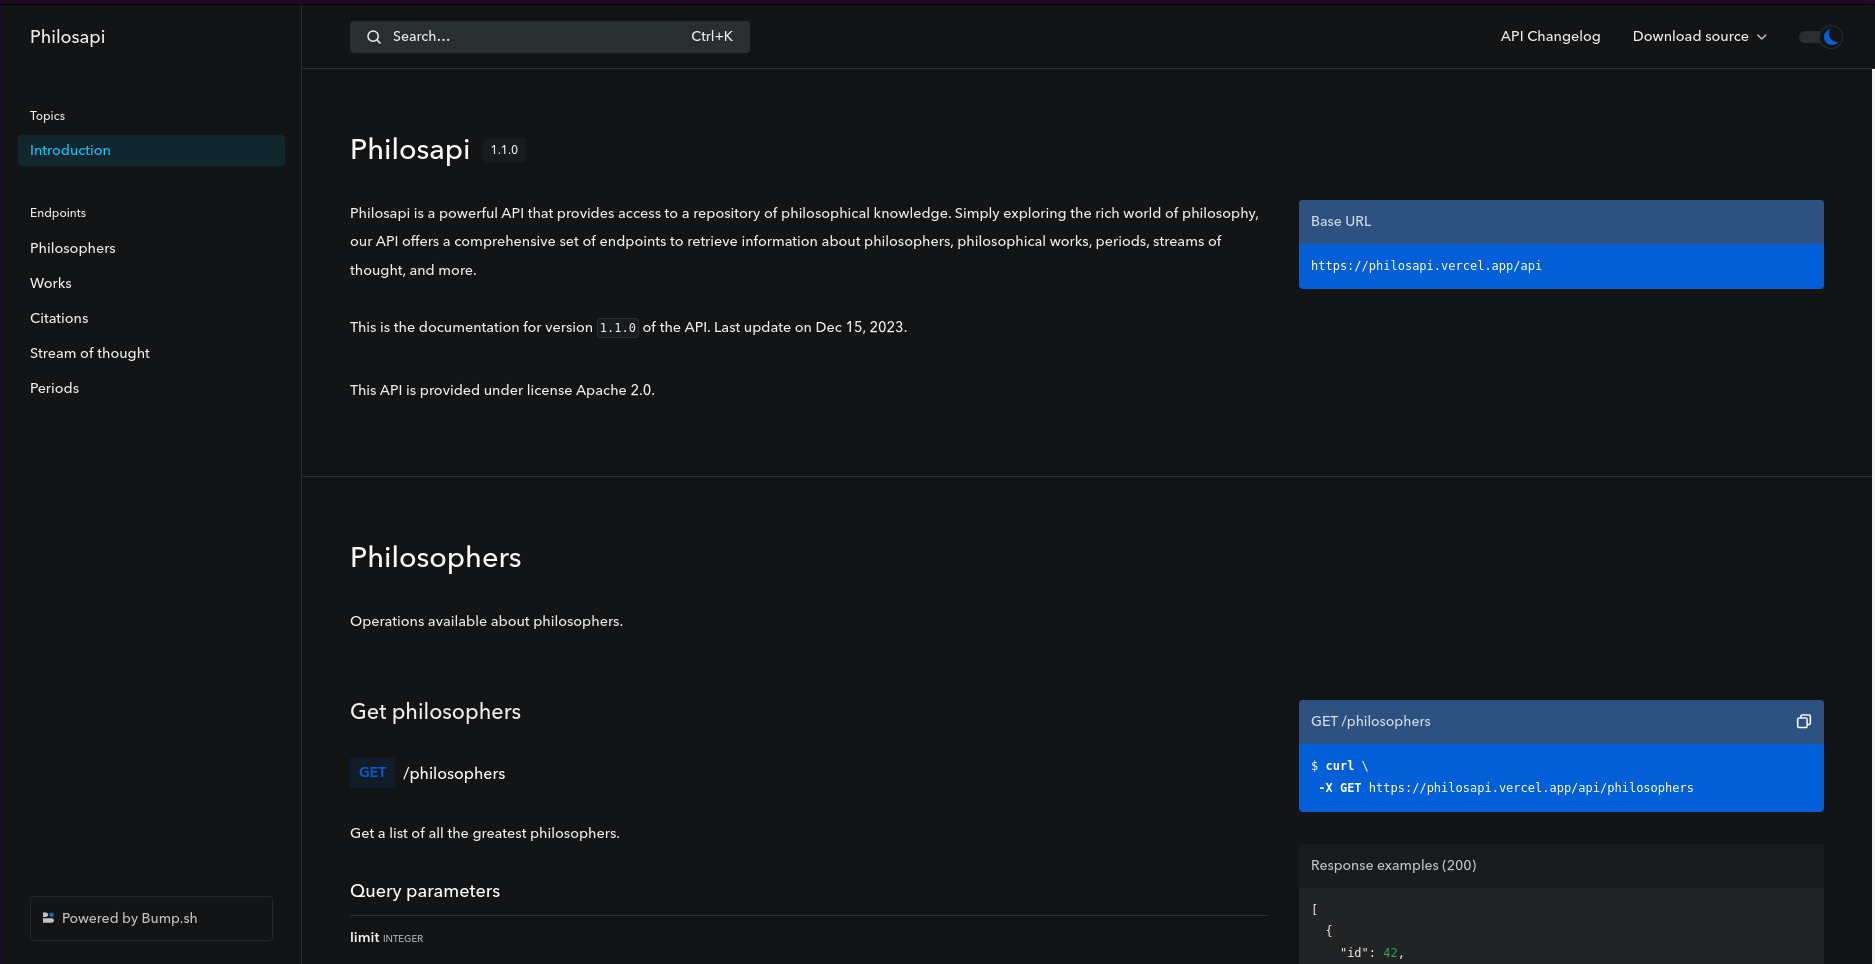 Philosapi
Search...
Ctrl+K
API Changelog
Download source
Topics
Introduction
Endpoints
Philosophers
Works
Citations
Stream of thought
Periods
Powered by Bump.sh
Philosapi 1.1.0
Philosapi is a powerful API that provides access to a repository of philosophical knowledge. Simply exploring the rich world of philosophy,
our API offers a comprehensive set of endpoints to retrieve information about philosophers, philosophical works, periods, streams of
thought, and more.
This is the documentation for version 1.1.0 of the API. Last update on Dec 15, 2023.
This API is provided under license Apache 2.0.
Base URL
https://philosapi.vercel.app/api
Philosophers
Operations available about philosophers.
Get philosophers
GET /philosophers
Get a list of all the greatest philosophers.
Query parameters
limit INTEGER
GET /philosophers
$ curl \
-X GET https://philosapi.vercel.app/api/philosophers
Response examples (200)
[
{
"id": 42,